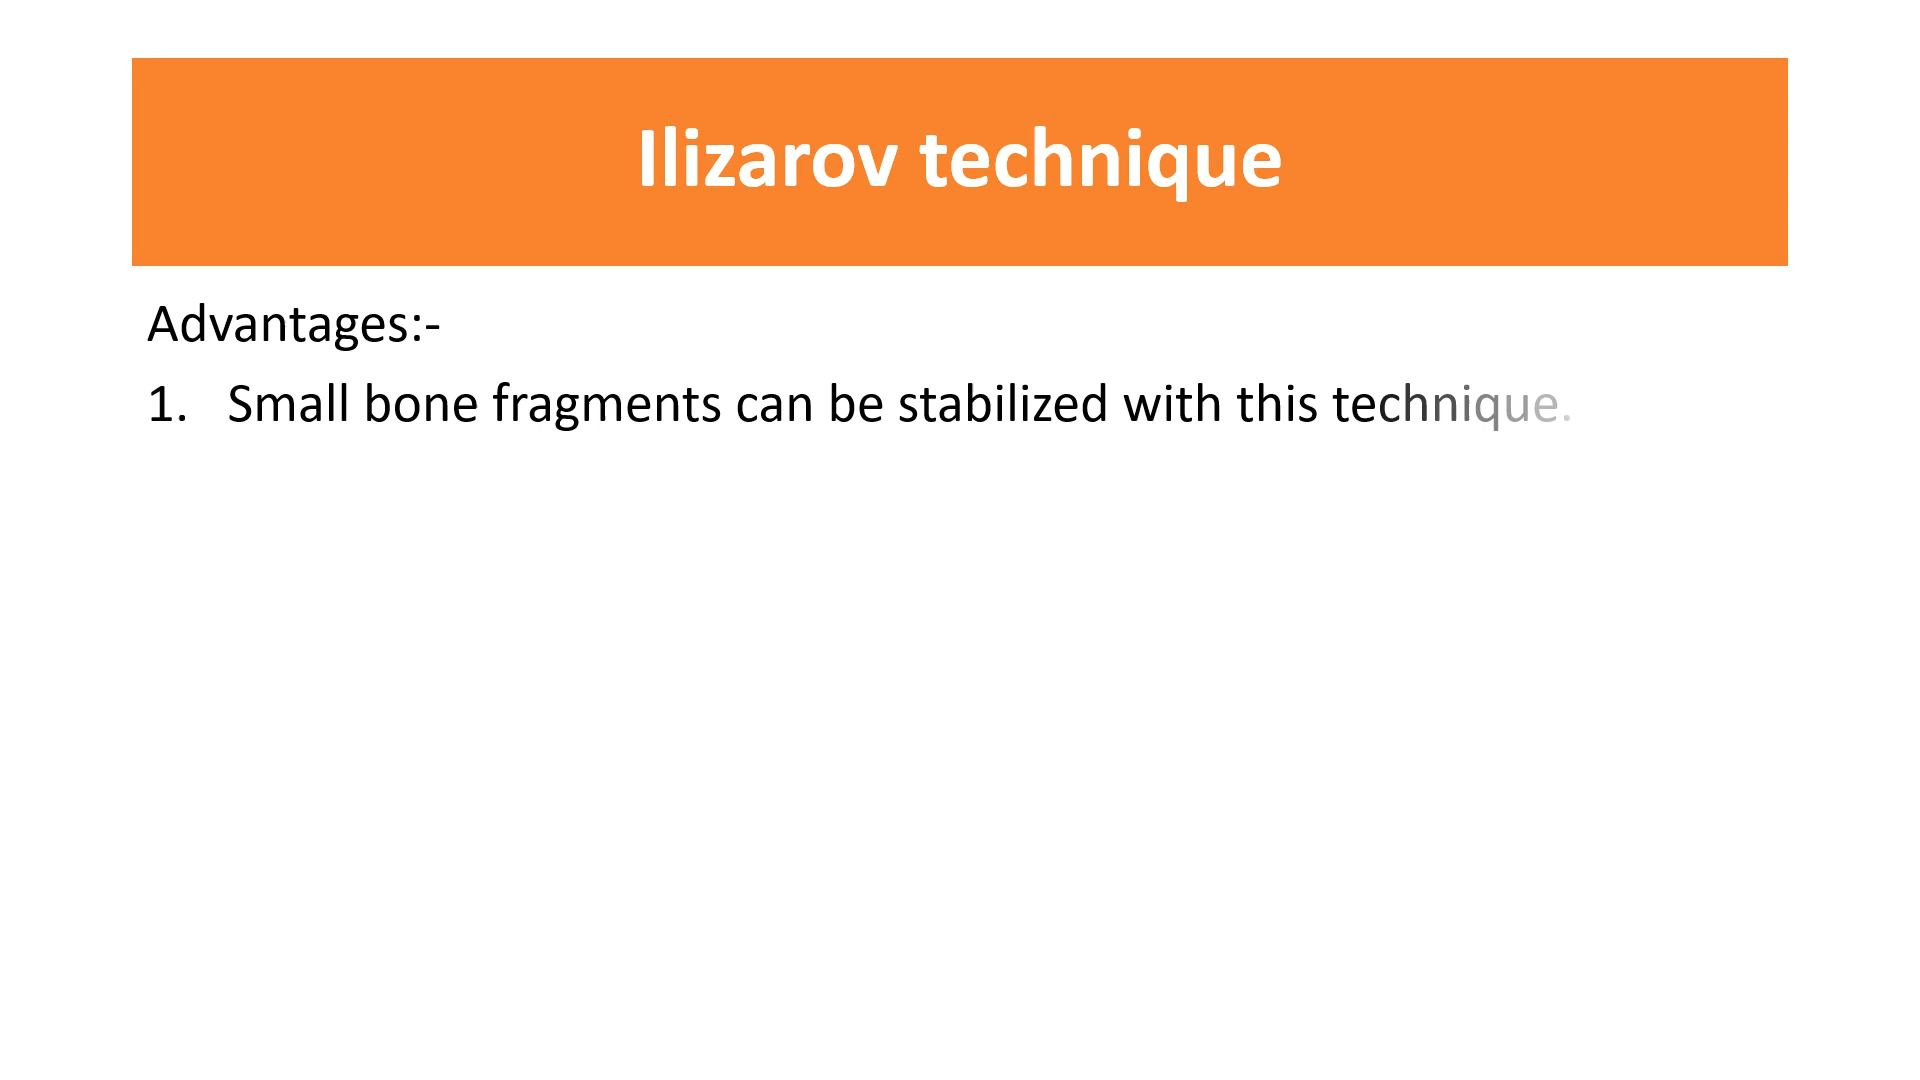 Ilizarov technique
Advantages:-
1. Small bone fragments can be stabilized with this technique.